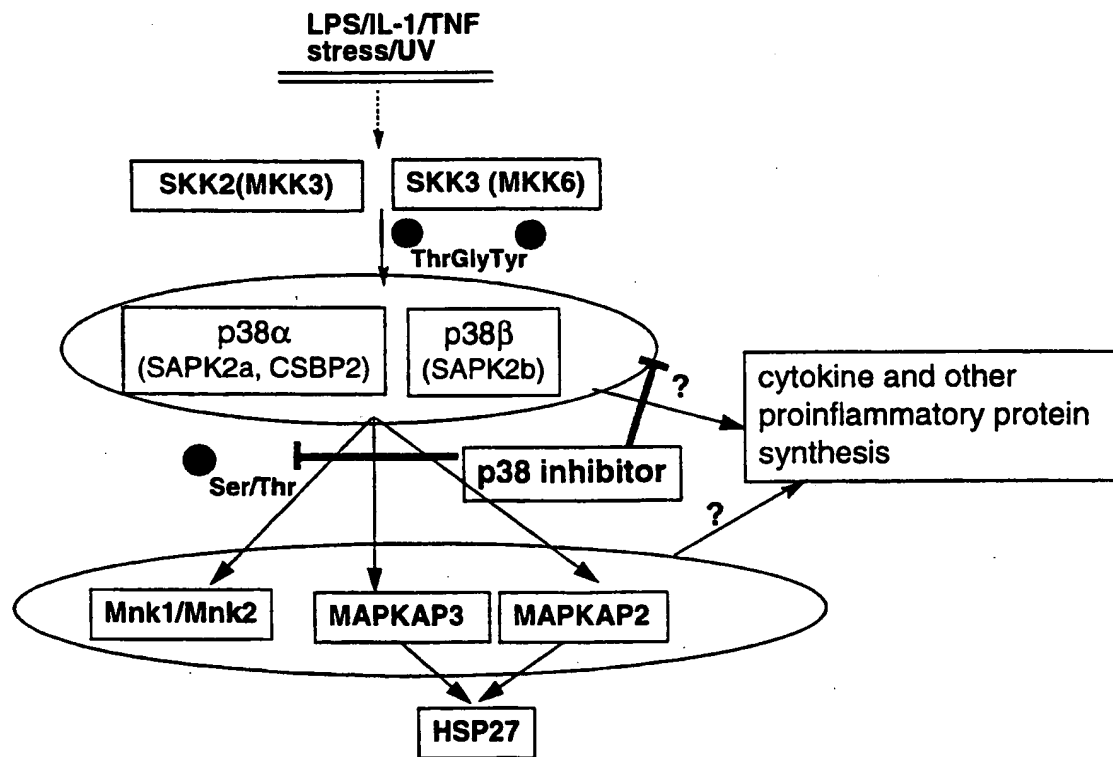 LPS/IL-1/TNF
stress/UV
SKK2(MKK3)
SKK3 (MKK6)
ThrGlyTyr
p38α
(SAPK2a, CSBP2)
p38β
(SAPK2b)
?
cytokine and other
proinflammatory protein
synthesis
p38 inhibitor
Ser/Thr
?
Mnk1/Mnk2
MAPKAP3
MAPKAP2
HSP27